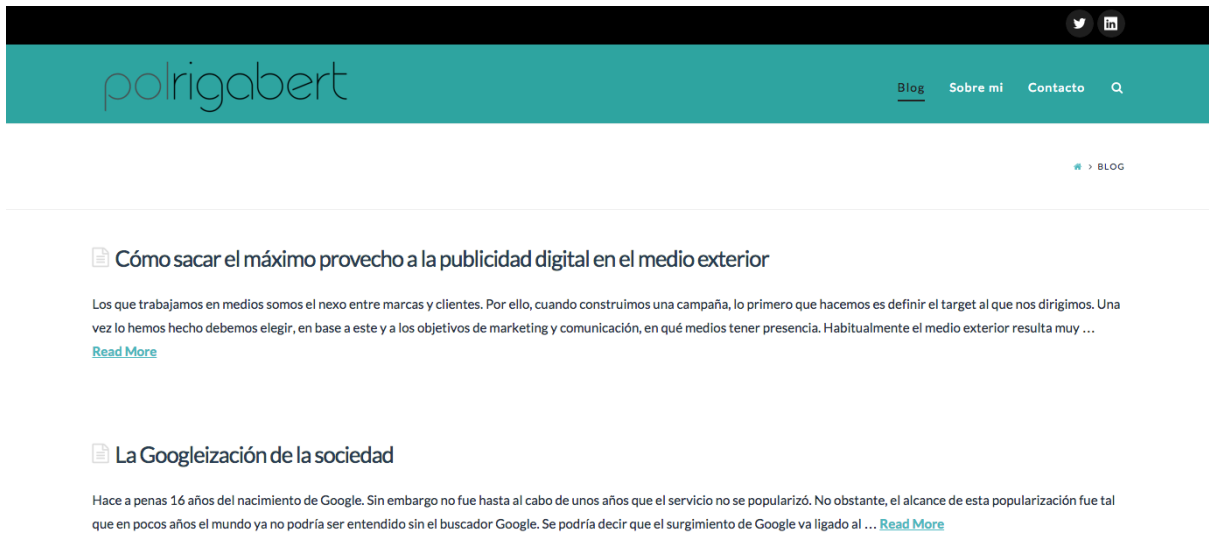 polrigabert
Blog Sobre mi Contacto
> BLOG
Cómo sacar el máximo provecho a la publicidad digital en el medio exterior
Los que trabajamos en medios somos el nexo entre marcas y clientes. Por ello, cuando construimos una campaña, lo primero que hacemos es definir el target al que nos dirigimos. Una
vez lo hemos hecho debemos elegir, en base a este y a los objetivos de marketing y comunicación, en qué medios tener presencia. Habitualmente el medio exterior resulta muy …
Read More
La Googleización de la sociedad
Hace a penas 16 años del nacimiento de Google. Sin embargo no fue hasta al cabo de unos años que el servicio no se popularizó. No obstante, el alcance de esta popularización fue tal
que en pocos años el mundo ya no podría ser entendido sin el buscador Google. Se podría decir que el surgimiento de Google va ligado al … Read More